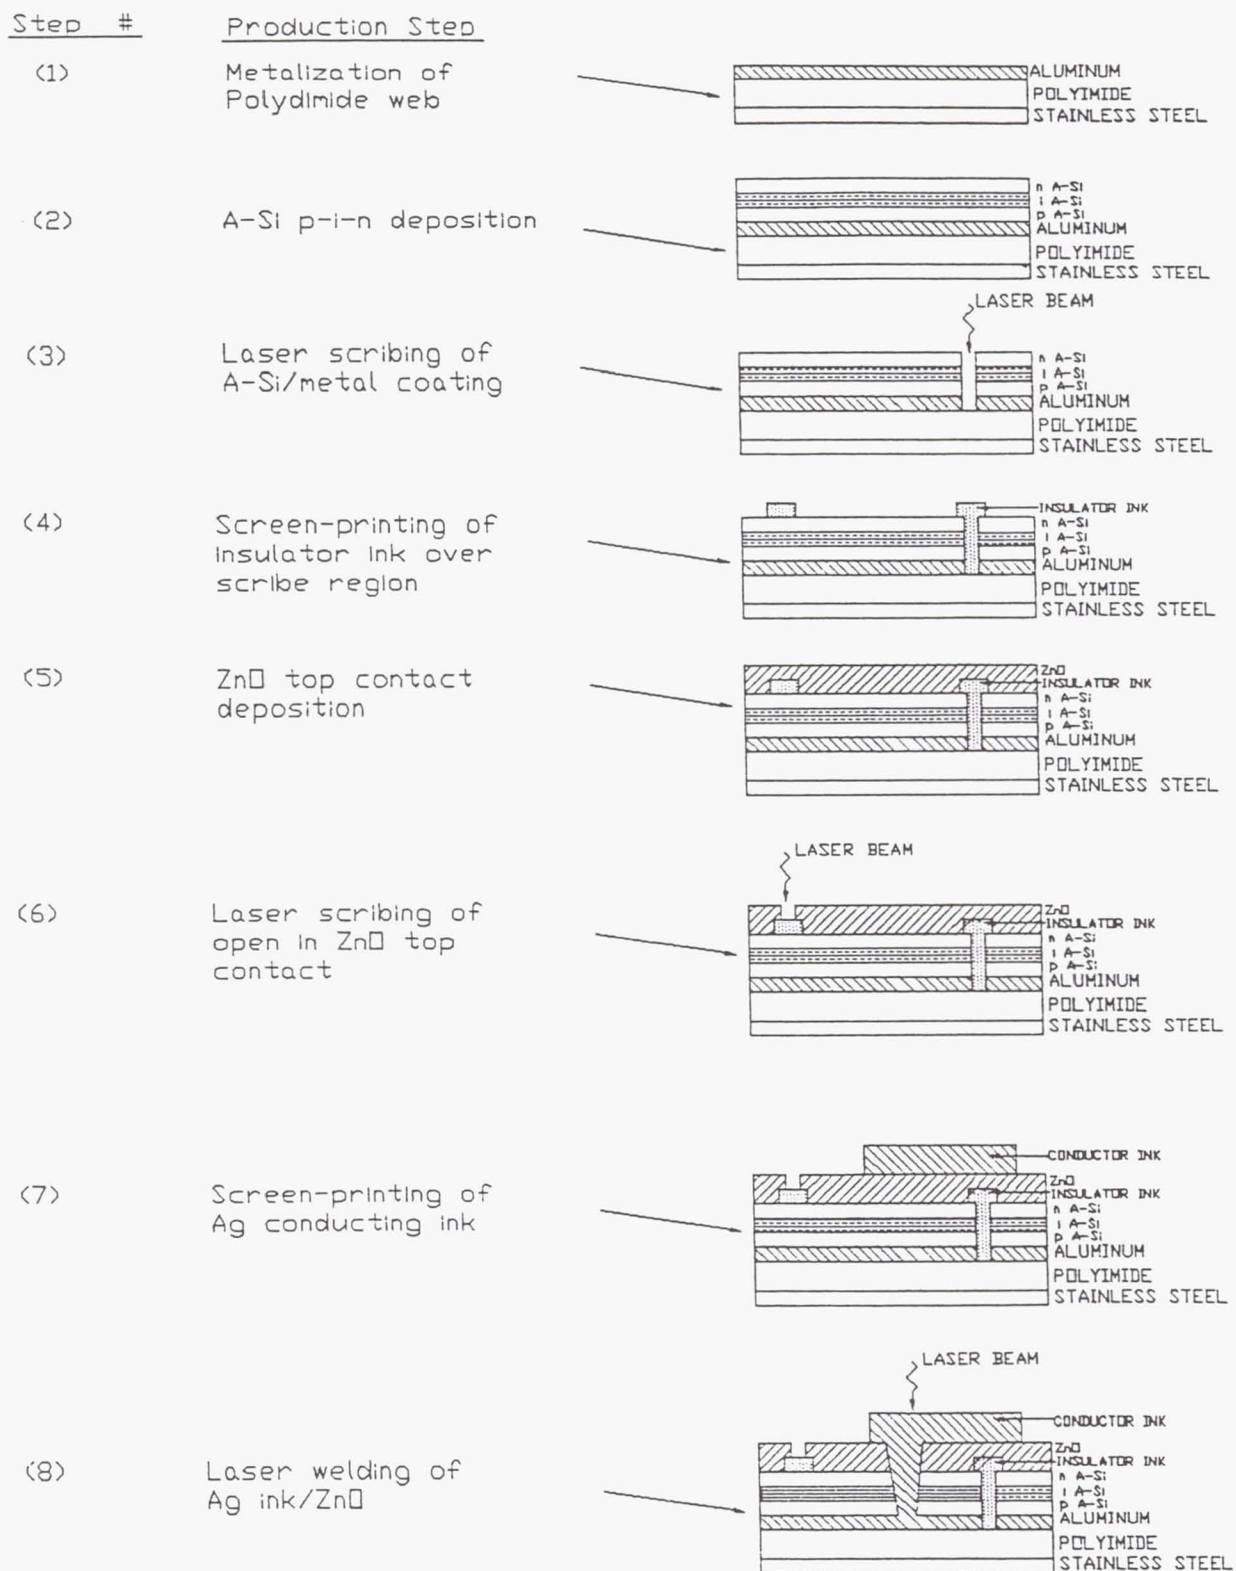 Step #
Production Step
(1)
Metalization of
Polydimide web
ALUMINUM
POLYIMIDE
STAINLESS STEEL
(2)
A-Si p-i-n deposition
n A-Si
i A-Si
p A-Si
ALUMINUM
POLYIMIDE
STAINLESS STEEL
(3)
Laser scribing of
A-Si/metal coating
LASER BEAM
n A-Si
i A-Si
p A-Si
ALUMINUM
POLYIMIDE
STAINLESS STEEL
(4)
Screen-printing of
insulator ink over
scribe region
INSULATOR INK
n A-Si
i A-Si
p A-Si
ALUMINUM
POLYIMIDE
STAINLESS STEEL
(5)
ZnO top contact
deposition
ZnO
INSULATOR INK
n A-Si
i A-Si
p A-Si
ALUMINUM
POLYIMIDE
STAINLESS STEEL
(6)
Laser scribing of
open in ZnO top
contact
LASER BEAM
ZnO
INSULATOR INK
n A-Si
i A-Si
p A-Si
ALUMINUM
POLYIMIDE
STAINLESS STEEL
(7)
Screen-printing of
Ag conducting ink
CONDUCTOR INK
ZnO
INSULATOR INK
n A-Si
i A-Si
p A-Si
ALUMINUM
POLYIMIDE
STAINLESS STEEL
(8)
Laser welding of
Ag ink/ZnO
LASER BEAM
CONDUCTOR INK
ZnO
INSULATOR INK
n A-Si
i A-Si
p A-Si
ALUMINUM
POLYIMIDE
STAINLESS STEEL